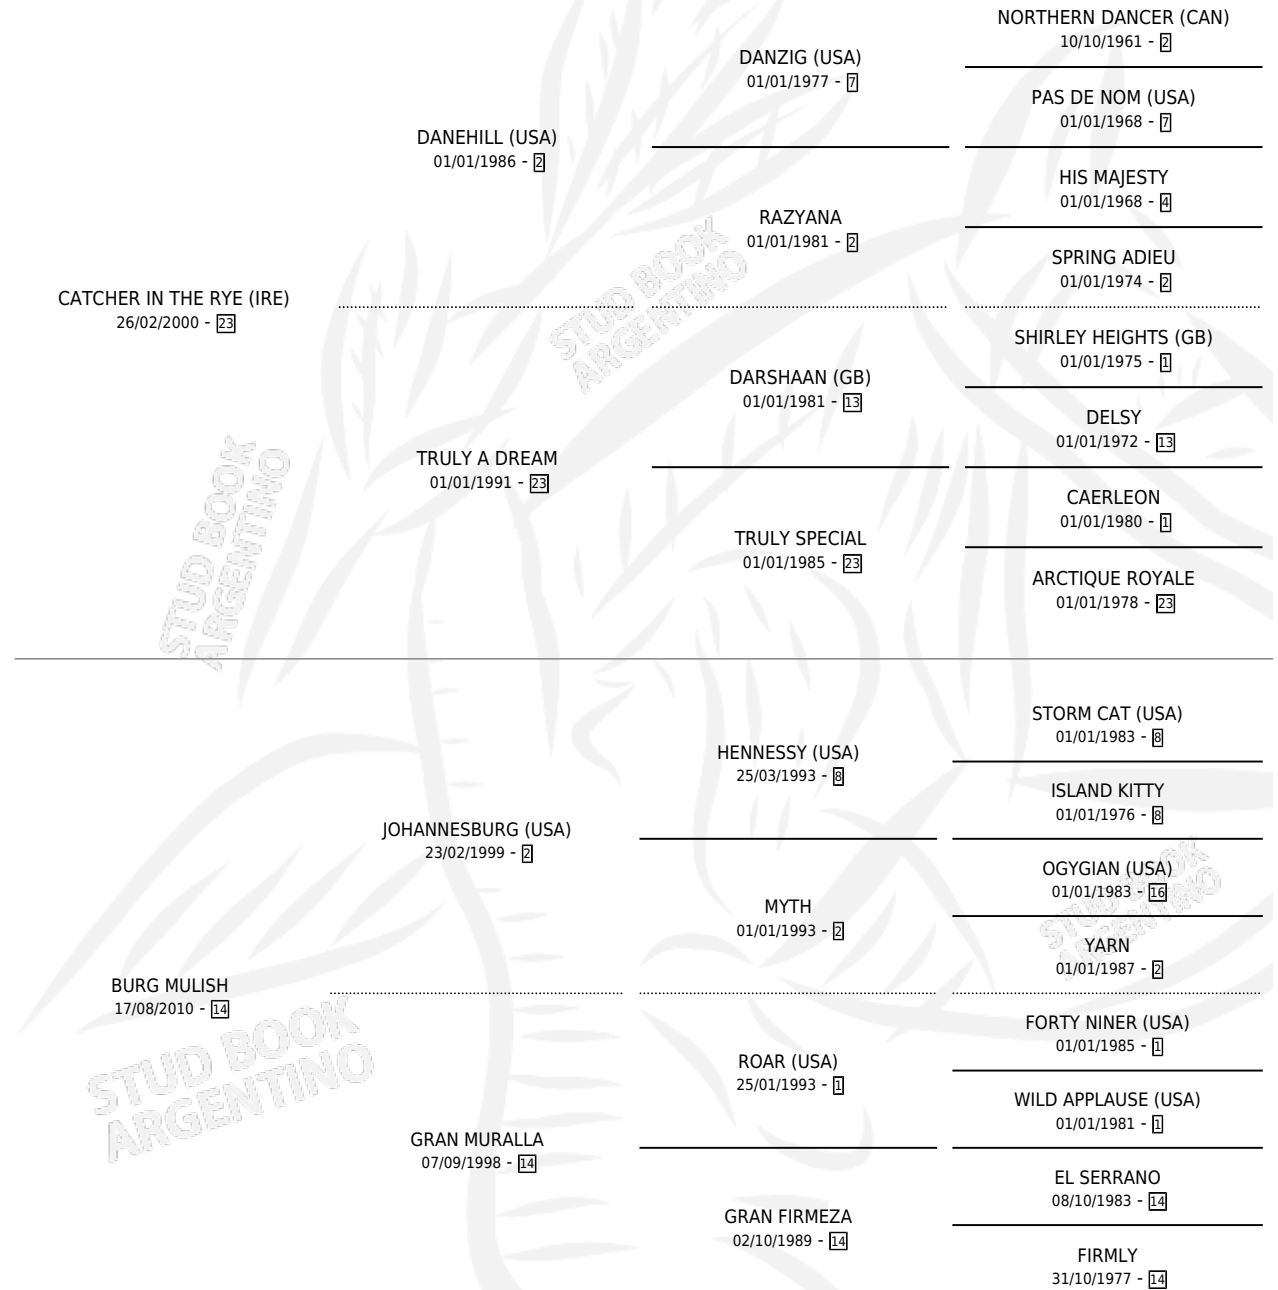 NORTHERN DANCER (CAN)
10/10/1961 - 2
DANZIG (USA)
01/01/1977 - 7
PAS DE NOM (USA)
01/01/1968 - 7
DANEHILL (USA)
01/01/1986 - 2
HIS MAJESTY
01/01/1968 - 4
RAZYANA
01/01/1981 - 2
SPRING ADIEU
01/01/1974 - 2
CATCHER IN THE RYE (IRE)
26/02/2000 - 23
SHIRLEY HEIGHTS (GB)
01/01/1975 - 1
DARSHAAN (GB)
01/01/1981 - 13
DELSY
01/01/1972 - 13
TRULY A DREAM
01/01/1991 - 23
CAERLEON
01/01/1980 - 1
TRULY SPECIAL
01/01/1985 - 23
ARCTIQUE ROYALE
01/01/1978 - 23
STORM CAT (USA)
01/01/1983 - 8
HENNESSY (USA)
25/03/1993 - 8
ISLAND KITTY
01/01/1976 - 8
JOHANNESBURG (USA)
23/02/1999 - 2
OGYGIAN (USA)
01/01/1983 - 16
MYTH
01/01/1993 - 2
YARN
01/01/1987 - 2
BURG MULISH
17/08/2010 - 14
FORTY NINER (USA)
01/01/1985 - 1
ROAR (USA)
25/01/1993 - 1
WILD APPLAUSE (USA)
01/01/1981 - 1
GRAN MURALLA
07/09/1998 - 14
EL SERRANO
08/10/1983 - 14
GRAN FIRMEZA
02/10/1989 - 14
FIRMLY
31/10/1977 - 14
STUD BOOK
ARGENTINO
STUD BOOK
ARGENTINO
STUD BOOK
ARGENTINO
STUD BOOK
ARGENTINO